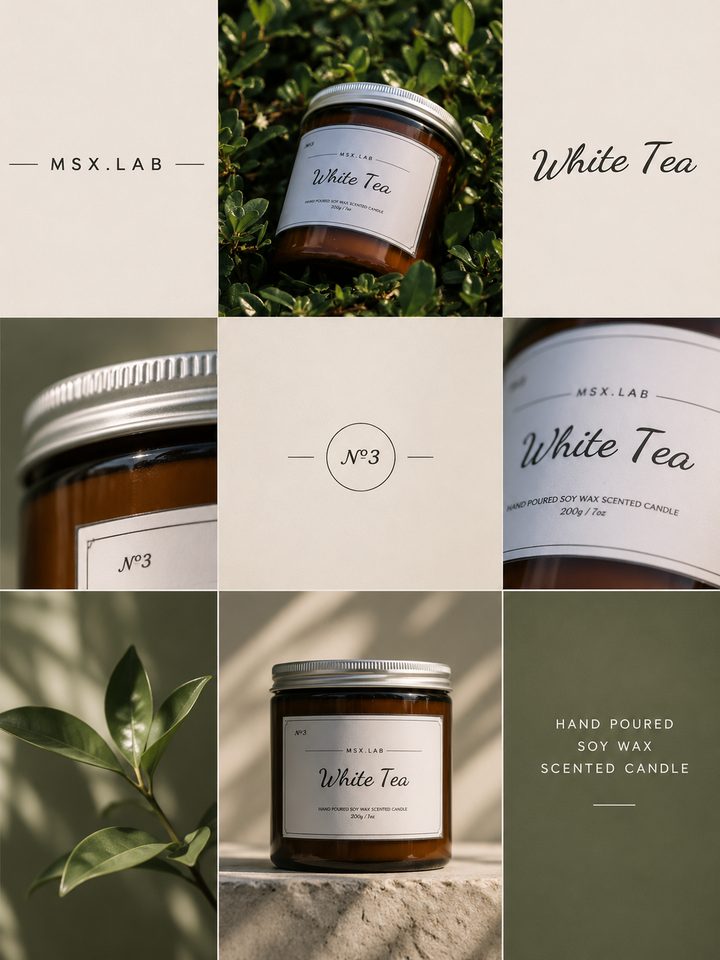 MSX.LAB
Nº3
MSX.LAB
White Tea
HAND POURED SOY WAX SCENTED CANDLE
200g / 7oz
White Tea
Nº3
Nº3
MSX.LAB
White Tea
HAND POURED SOY WAX SCENTED CANDLE
200g / 7oz
Nº3
MSX.LAB
White Tea
HAND POURED SOY WAX SCENTED CANDLE
200g / 7oz
HAND POURED
SOY WAX
SCENTED CANDLE